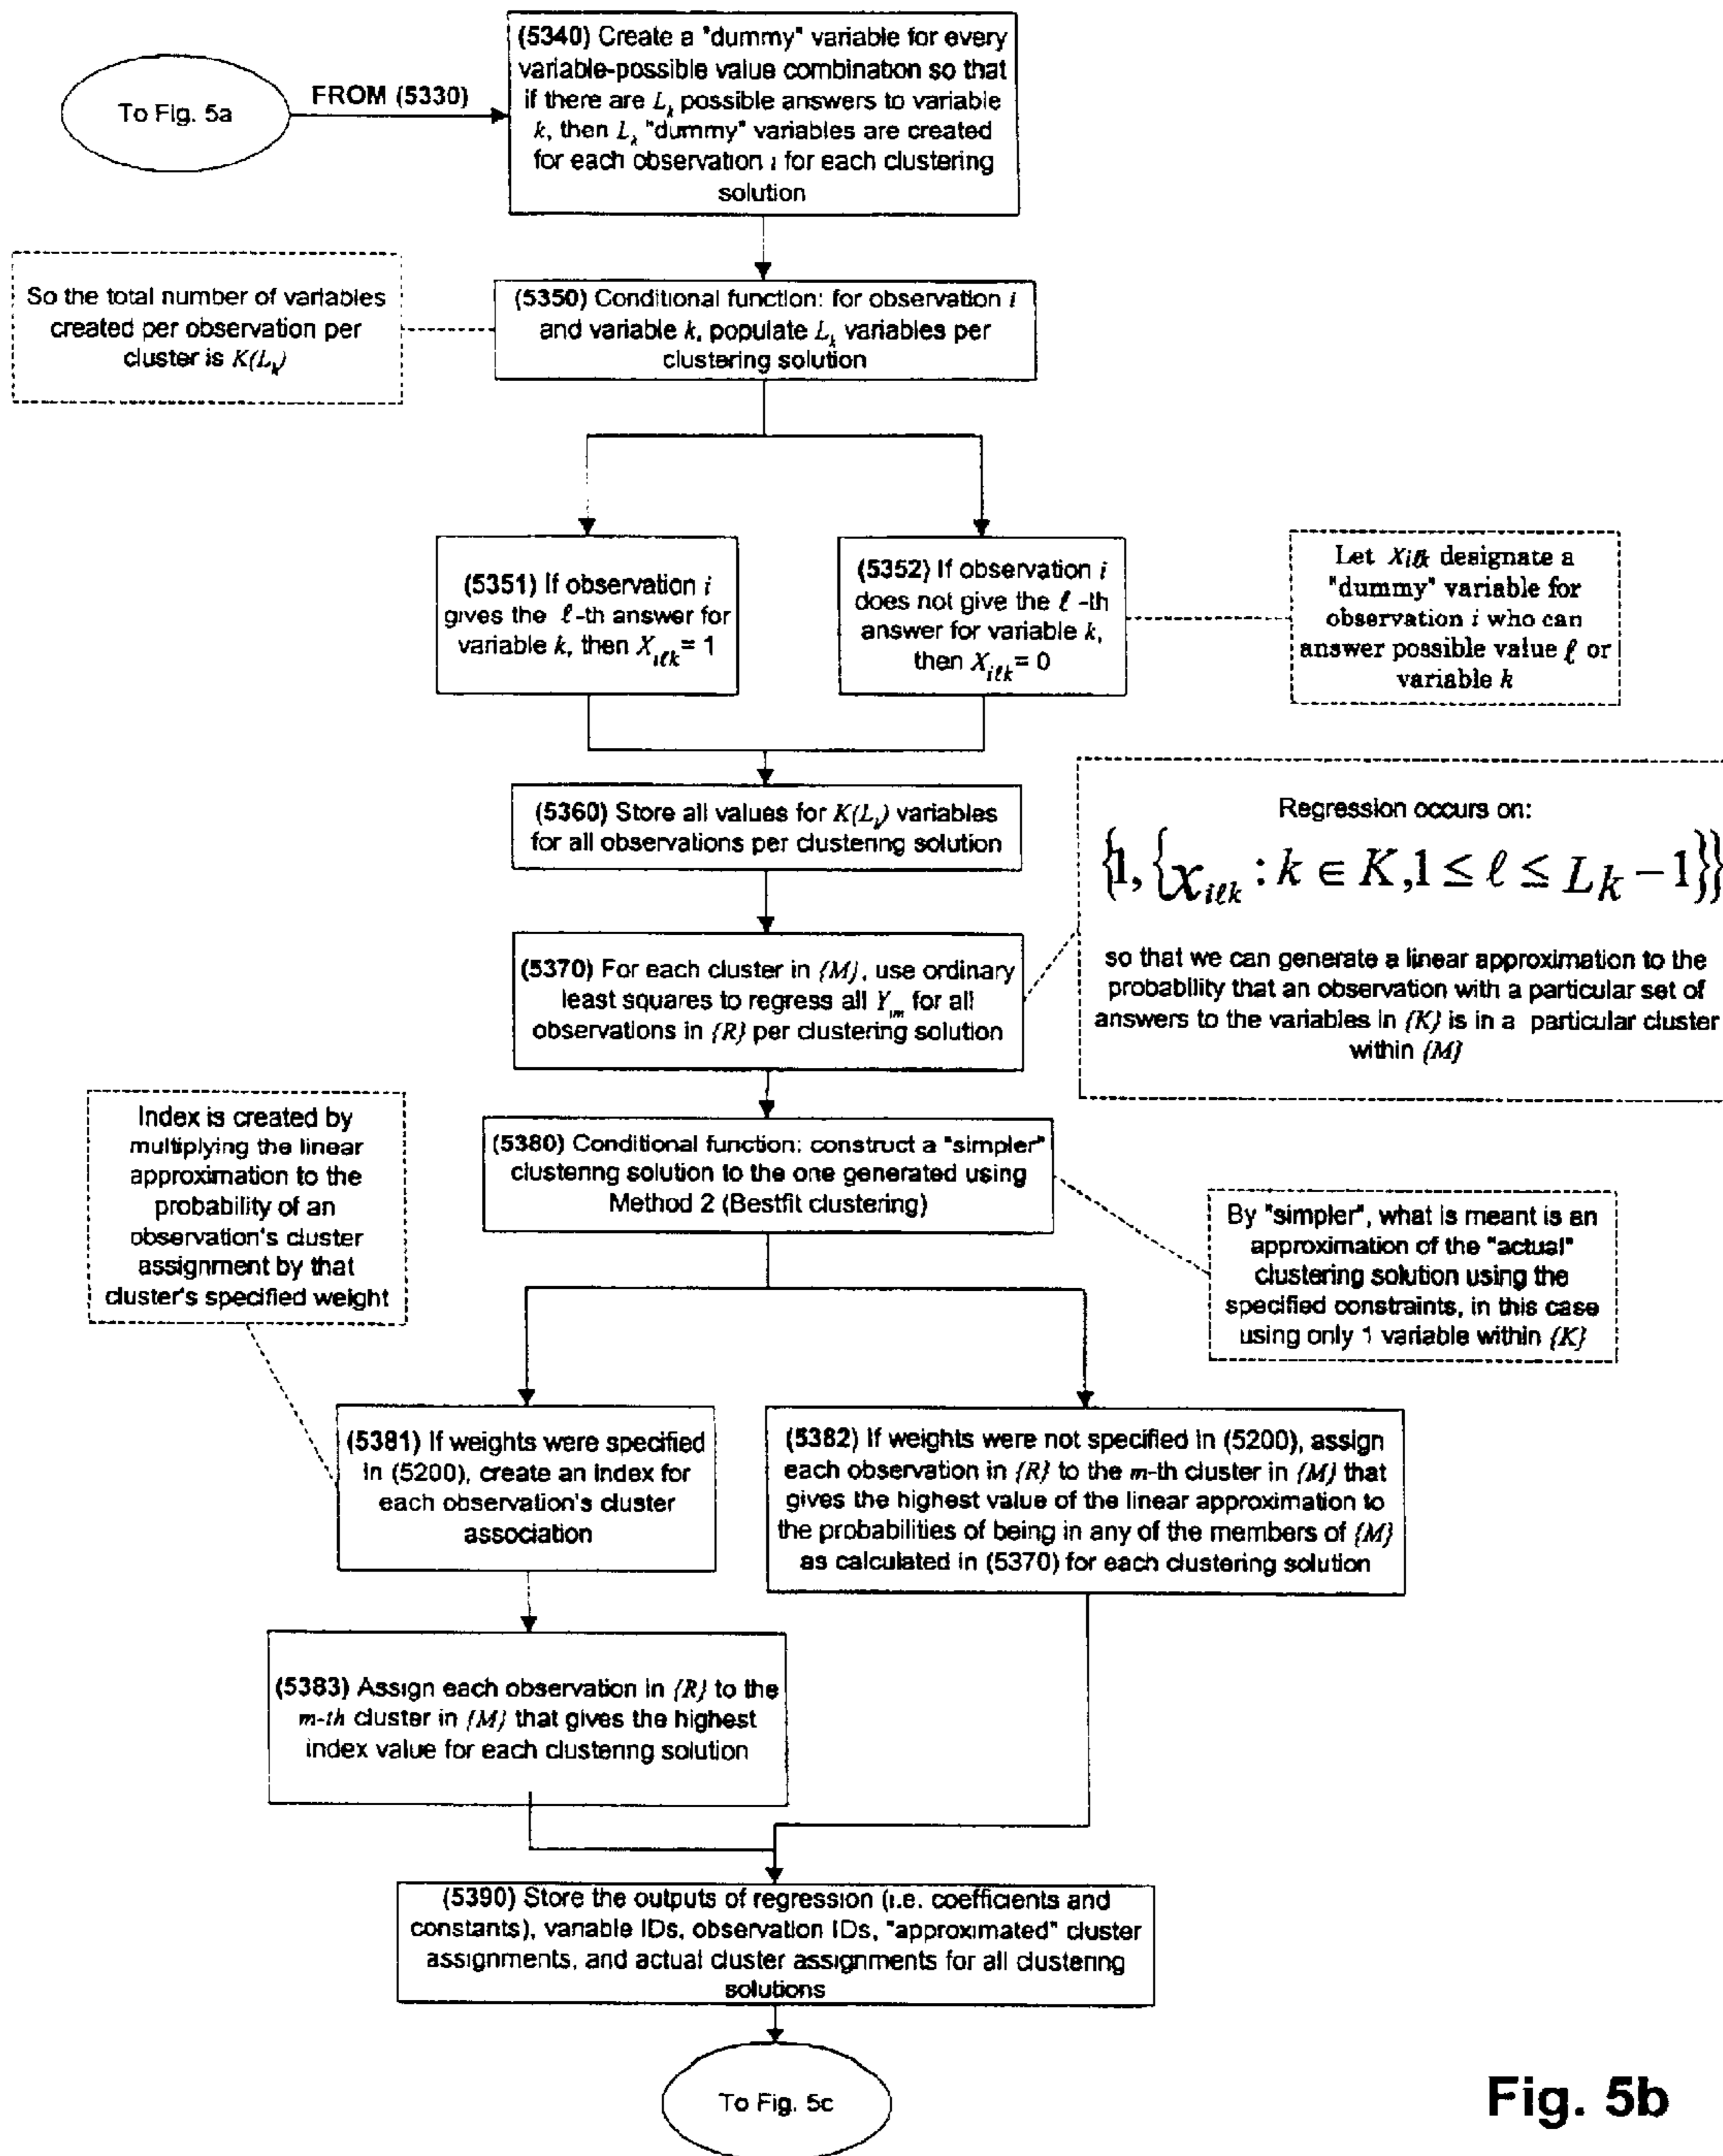 To Fig. 5a
FROM (5330)
(5340) Create a "dummy" variable for every
variable-possible value combination so that
if there are Lₖ possible answers to variable
k, then Lₖ "dummy" variables are created
for each observation i for each clustering
solution
So the total number of variables
created per observation per
cluster is K(Lₖ)
(5350) Conditional function: for observation i
and variable k, populate Lₖ variables per
clustering solution
(5351) If observation i
gives the ℓ-th answer for
variable k, then X_{iℓk} = 1
(5352) If observation i
does not give the ℓ-th
answer for variable k,
then X_{iℓk} = 0
Let X_{iℓk} designate a
"dummy" variable for
observation i who can
answer possible value ℓ or
variable k
(5360) Store all values for K(Lₖ) variables
for all observations per clustering solution
Regression occurs on:
{1, {x_{iℓk} : k ∈ K, 1 ≤ ℓ ≤ L_k − 1}}
so that we can generate a linear approximation to the
probability that an observation with a particular set of
answers to the variables in {K} is in a particular cluster
within {M}
(5370) For each cluster in {M}, use ordinary
least squares to regress all Y_{im} for all
observations in {R} per clustering solution
Index is created by
multiplying the linear
approximation to the
probability of an
observation's cluster
assignment by that
cluster's specified weight
(5380) Conditional function: construct a "simpler"
clustering solution to the one generated using
Method 2 (Bestfit clustering)
By "simpler", what is meant is an
approximation of the "actual"
clustering solution using the
specified constraints, in this case
using only 1 variable within {K}
(5381) If weights were specified
in (5200), create an index for
each observation's cluster
association
(5382) If weights were not specified in (5200), assign
each observation in {R} to the m-th cluster in {M} that
gives the highest value of the linear approximation to
the probabilities of being in any of the members of {M}
as calculated in (5370) for each clustering solution
(5383) Assign each observation in {R} to the
m-th cluster in {M} that gives the highest
index value for each clustering solution
(5390) Store the outputs of regression (i.e. coefficients and
constants), variable IDs, observation IDs, "approximated" cluster
assignments, and actual cluster assignments for all clustering
solutions
To Fig. 5c
Fig. 5b